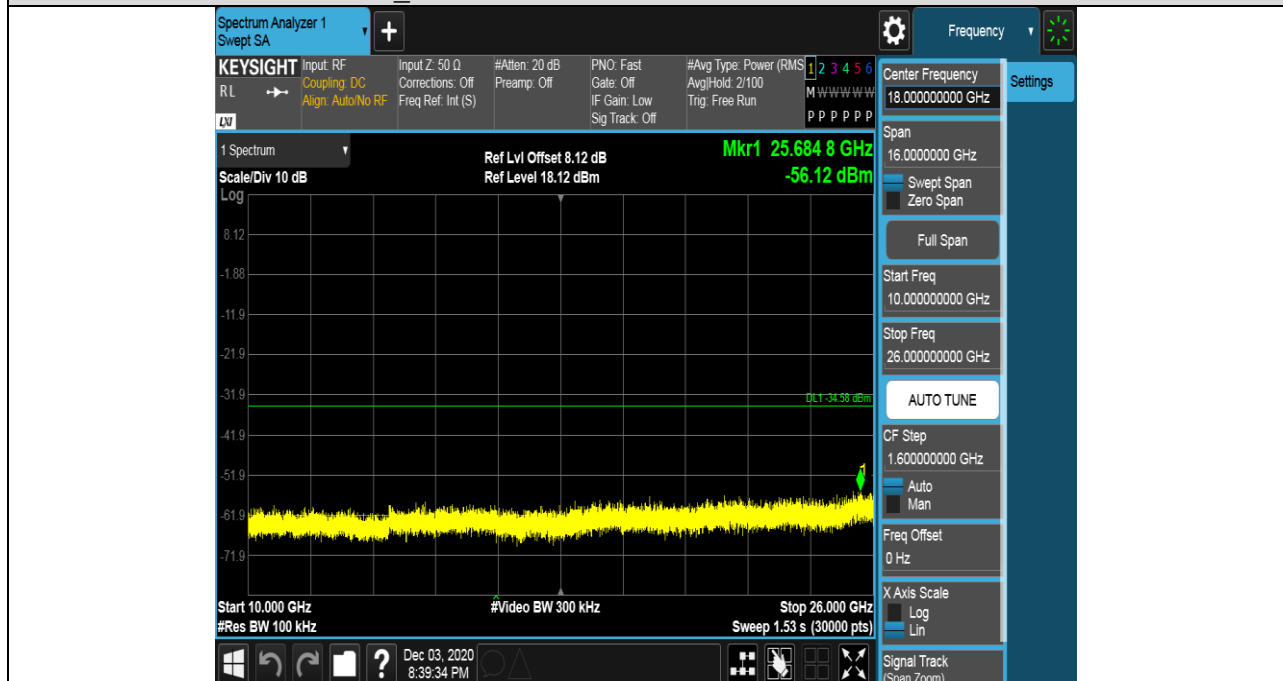 Spectrum Analyzer 1
Swept SA
+
Frequency
KEYSIGHT
RL
LXI
Input: RF
Coupling: DC
Align: Auto/No RF
Input Z: 50 Ω
Corrections: Off
Freq Ref: Int (S)
#Atten: 20 dB
Preamp: Off
PNO: Fast
Gate: Off
IF Gain: Low
Sig Track: Off
#Avg Type: Power (RMS
Avg|Hold: 2/100
Trig: Free Run
1 2 3 4 5 6
M W W W W W
P P P P P P
1 Spectrum
Scale/Div 10 dB
Log
Ref Lvl Offset 8.12 dB
Ref Level 18.12 dBm
Mkr1 25.684 8 GHz
-56.12 dBm
8.12
-1.88
-11.9
-21.9
-31.9
DL1 -34.58 dBm
-41.9
-51.9
1
-61.9
-71.9
Start 10.000 GHz
#Video BW 300 kHz
Stop 26.000 GHz
#Res BW 100 kHz
Sweep 1.53 s (30000 pts)
?
Dec 03, 2020
8:39:34 PM
Center Frequency
18.000000000 GHz
Settings
Span
16.0000000 GHz
Swept Span
Zero Span
Full Span
Start Freq
10.000000000 GHz
Stop Freq
26.000000000 GHz
AUTO TUNE
CF Step
1.600000000 GHz
Auto
Man
Freq Offset
0 Hz
X Axis Scale
Log
Lin
Signal Track
(Span Zoom)